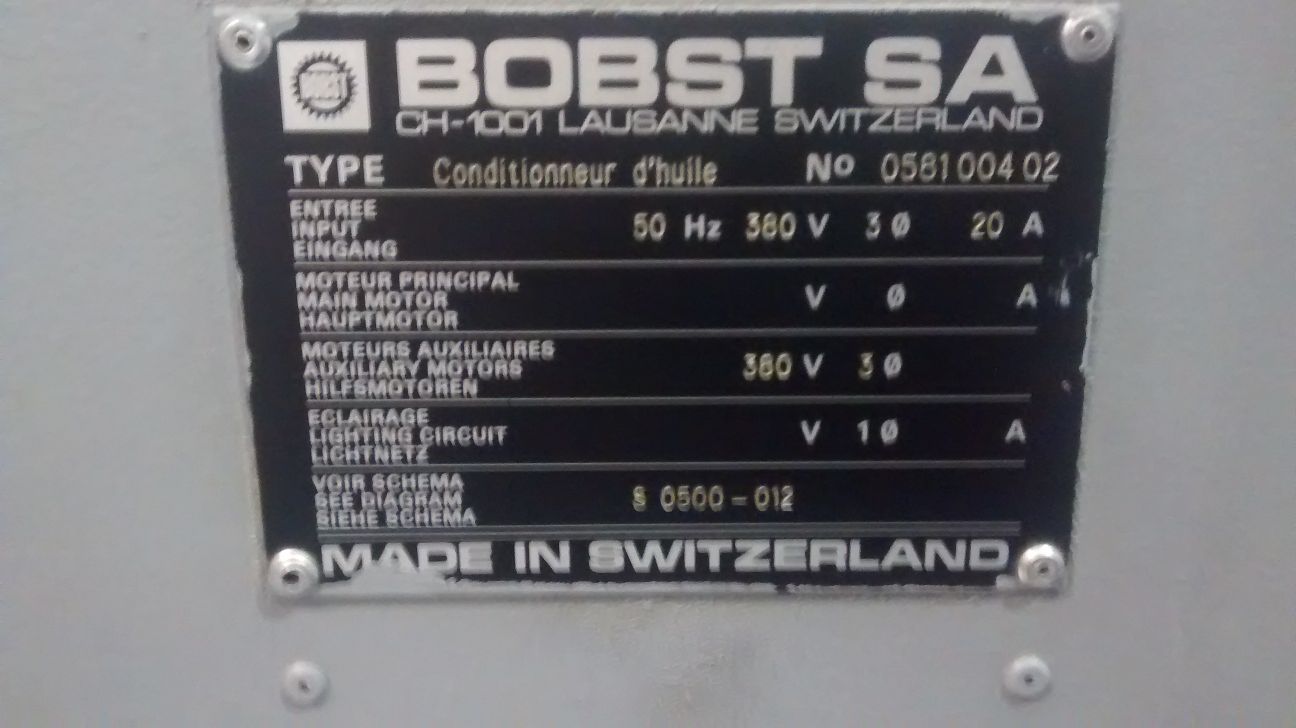 BOBST
BOBST SA
CH-1001 LAUSANNE SWITZERLAND
TYPE Conditionneur d'huile No 0581 004 02
ENTREE
INPUT 50 Hz 380 V 3 Ø 20 A
EINGANG
MOTEUR PRINCIPAL
MAIN MOTOR V Ø A
HAUPTMOTOR
MOTEURS AUXILIAIRES
AUXILIARY MOTORS 380 V 3 Ø
HILFSMOTOREN
ECLAIRAGE
LIGHTING CIRCUIT V 1 Ø A
LICHTNETZ
VOIR SCHEMA
SEE DIAGRAM S 0500-012
SIEHE SCHEMA
MADE IN SWITZERLAND